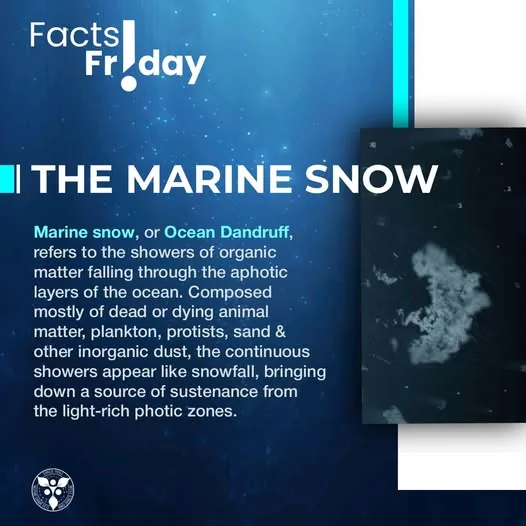 Facts
Fr!day
THE MARINE SNOW
Marine snow, or Ocean Dandruff,
refers to the showers of organic
matter falling through the aphotic
layers of the ocean. Composed
mostly of dead or dying animal
matter, plankton, protists, sand &
other inorganic dust, the continuous
showers appear like snowfall, bringing
down a source of sustenance from
the light-rich photic zones.